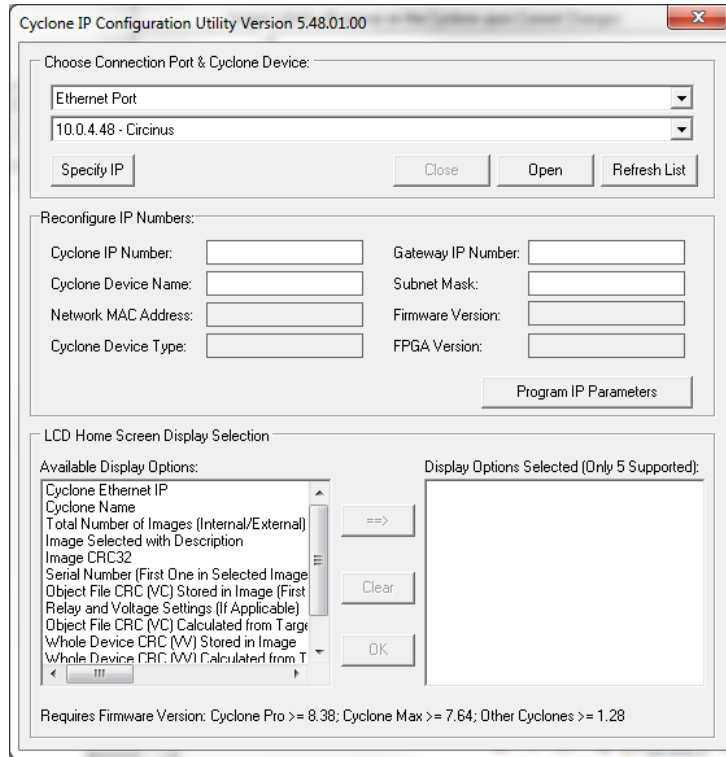 Cyclone IP Configuration Utility Version 5.48.01.00
Choose Connection Port & Cyclone Device:
Ethernet Port
10.0.4.48 - Circinus
Specify IP Close Open Refresh List
Reconfigure IP Numbers:
Cyclone IP Number: Gateway IP Number:
Cyclone Device Name: Subnet Mask:
Network MAC Address: Firmware Version:
Cyclone Device Type: FPGA Version:
Program IP Parameters
LCD Home Screen Display Selection
Available Display Options: Display Options Selected (Only 5 Supported):
Cyclone Ethernet IP
Cyclone Name
Total Number of Images (Internal/External)
Image Selected with Description
Image CRC32
Serial Number (First One in Selected Image
Object File CRC (VC) Stored in Image (First
Relay and Voltage Settings (If Applicable)
Object File CRC (VC) Calculated from Targe
Whole Device CRC (VV) Stored in Image
Whole Device CRC (VV) Calculated from T
==>
Clear
OK
Requires Firmware Version: Cyclone Pro >= 8.38; Cyclone Max >= 7.64; Other Cyclones >= 1.28